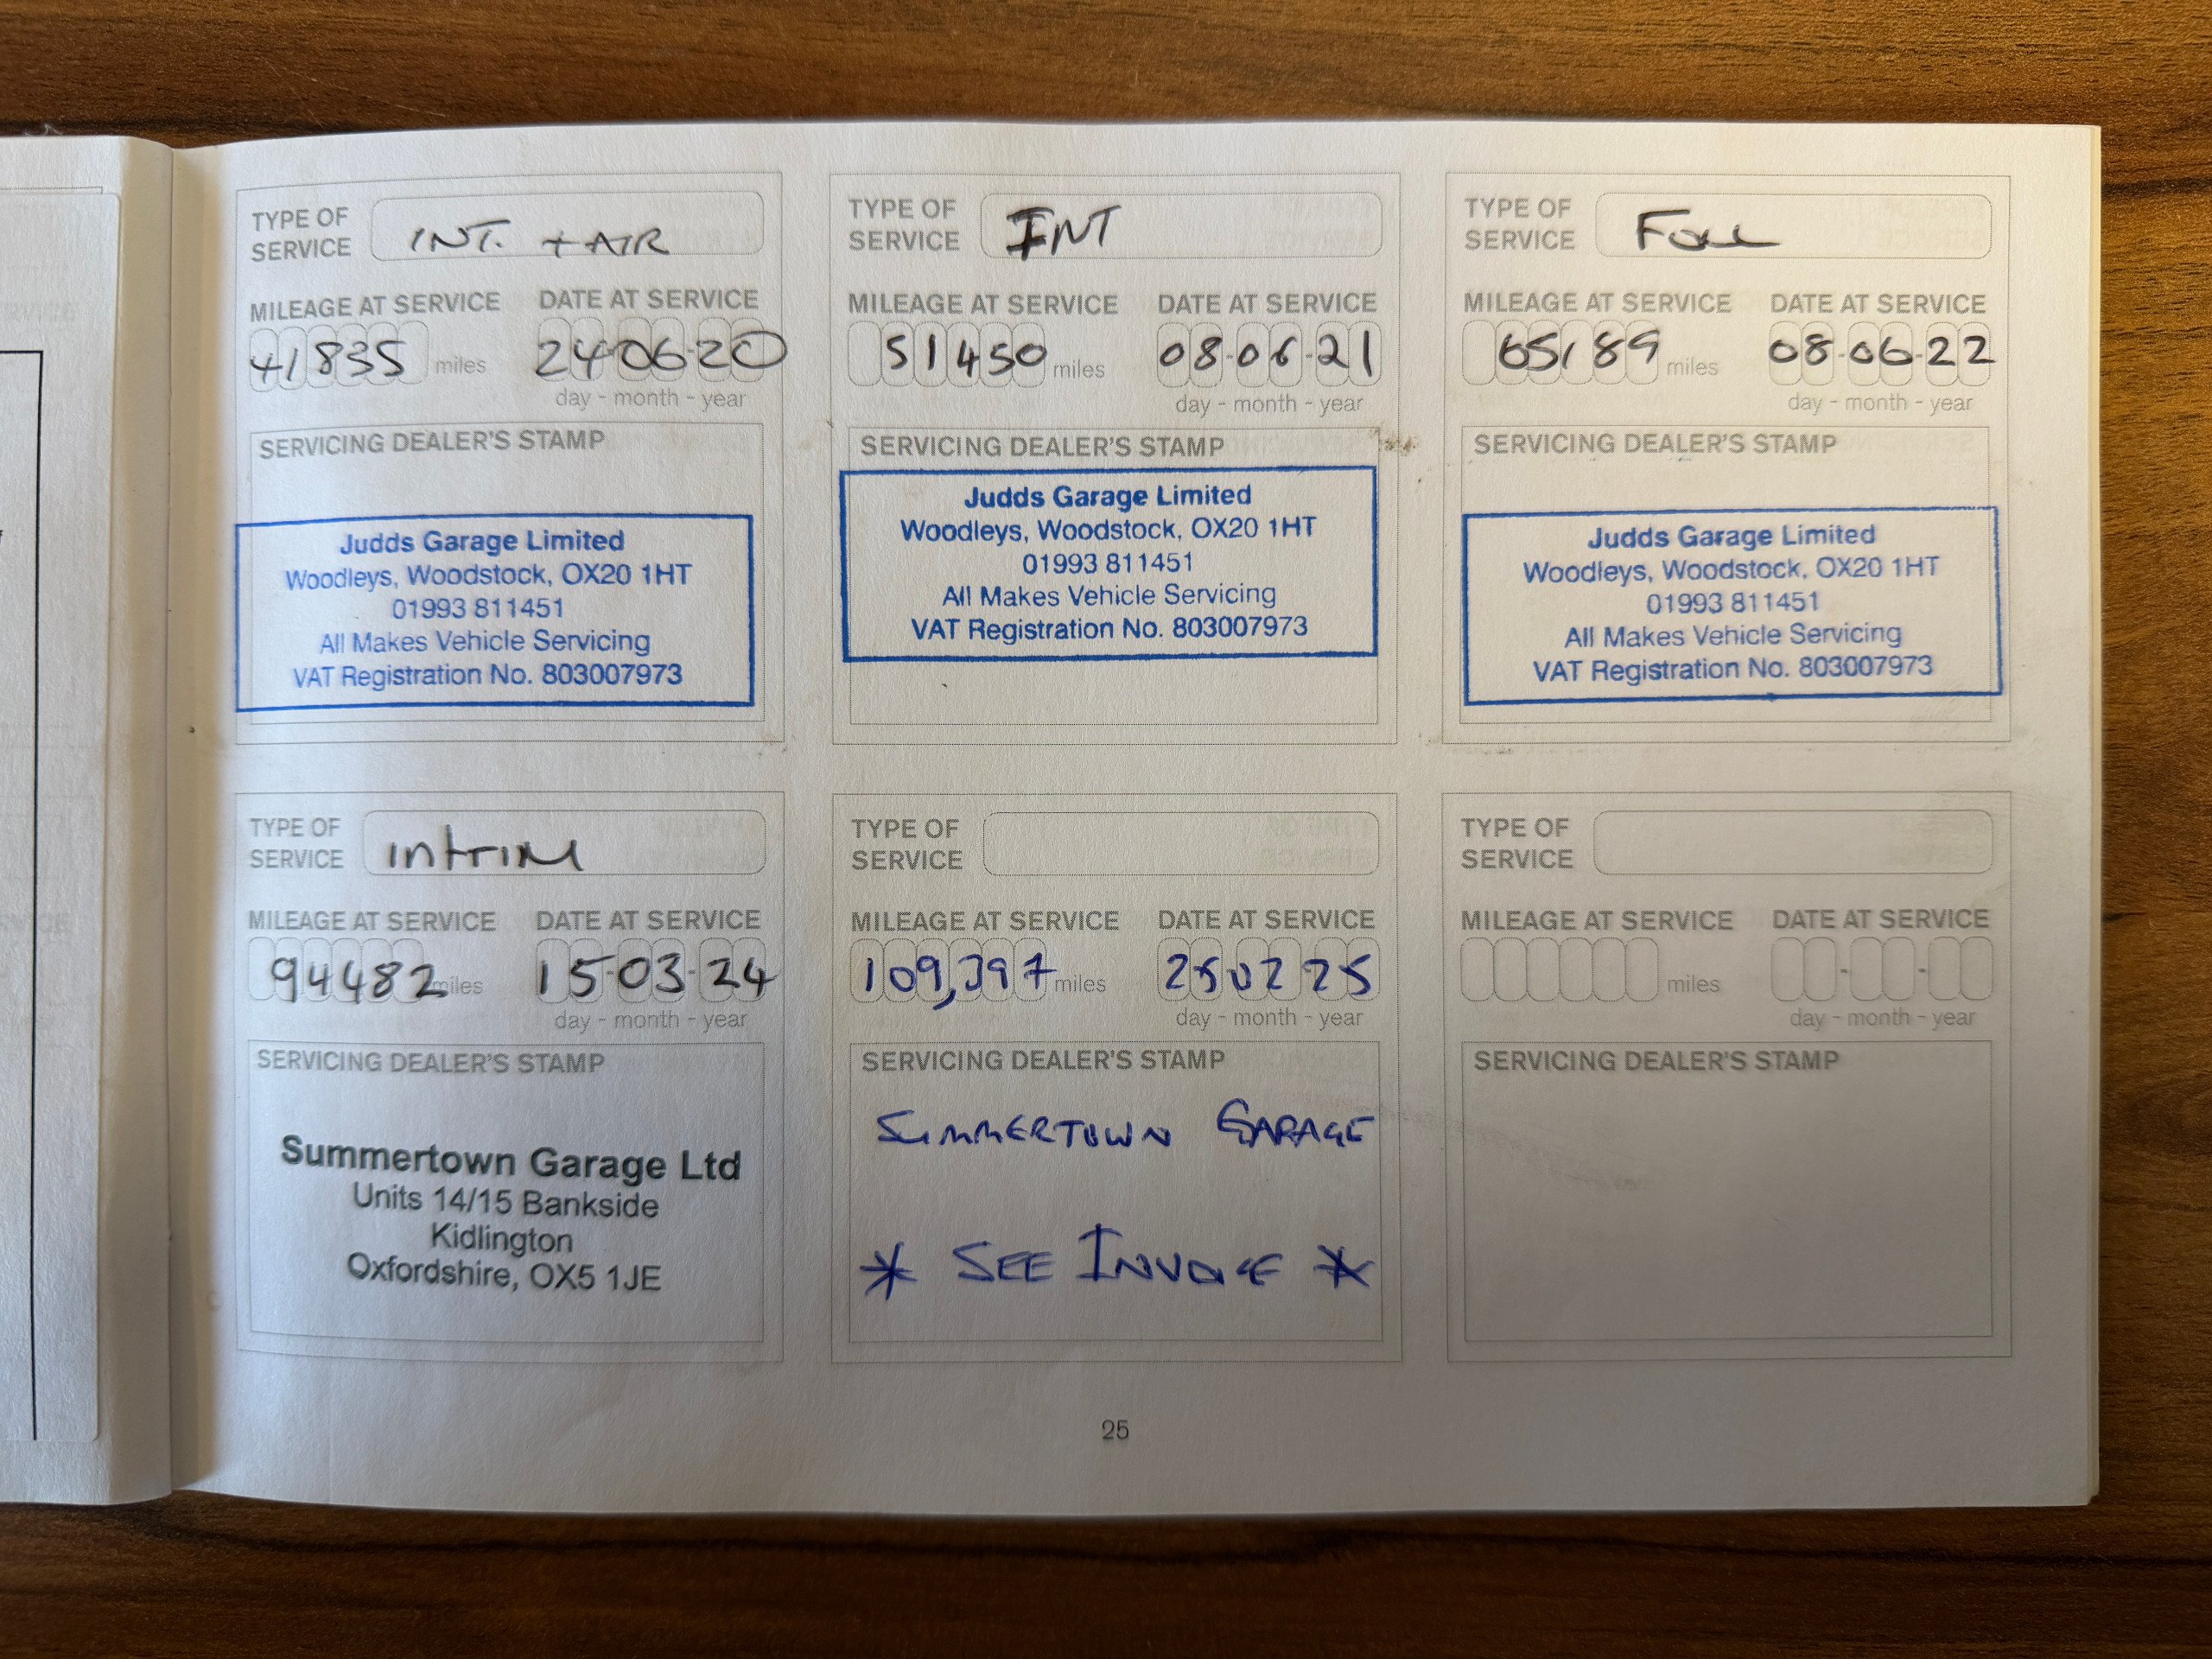 TYPE OF
SERVICE
INT. + AIR
MILEAGE AT SERVICE
DATE AT SERVICE
41835 miles
24-06-20
day - month - year
SERVICING DEALER'S STAMP
Judds Garage Limited
Woodleys, Woodstock, OX20 1HT
01993 811451
All Makes Vehicle Servicing
VAT Registration No. 803007973
TYPE OF
SERVICE
INT
MILEAGE AT SERVICE
DATE AT SERVICE
51450 miles
08-06-21
day - month - year
SERVICING DEALER'S STAMP
Judds Garage Limited
Woodleys, Woodstock, OX20 1HT
01993 811451
All Makes Vehicle Servicing
VAT Registration No. 803007973
TYPE OF
SERVICE
Full
MILEAGE AT SERVICE
DATE AT SERVICE
65189 miles
08-06-22
day - month - year
SERVICING DEALER'S STAMP
Judds Garage Limited
Woodleys, Woodstock, OX20 1HT
01993 811451
All Makes Vehicle Servicing
VAT Registration No. 803007973
TYPE OF
SERVICE
IntrIM
MILEAGE AT SERVICE
DATE AT SERVICE
94482 miles
15-03-24
day - month - year
SERVICING DEALER'S STAMP
Summertown Garage Ltd
Units 14/15 Bankside
Kidlington
Oxfordshire, OX5 1JE
TYPE OF
SERVICE
MILEAGE AT SERVICE
DATE AT SERVICE
109,397 miles
25 02 25
day - month - year
SERVICING DEALER'S STAMP
SUMMERTOWN GARAGE
* SEE INVOICE *
TYPE OF
SERVICE
MILEAGE AT SERVICE
DATE AT SERVICE
miles
day - month - year
SERVICING DEALER'S STAMP
25